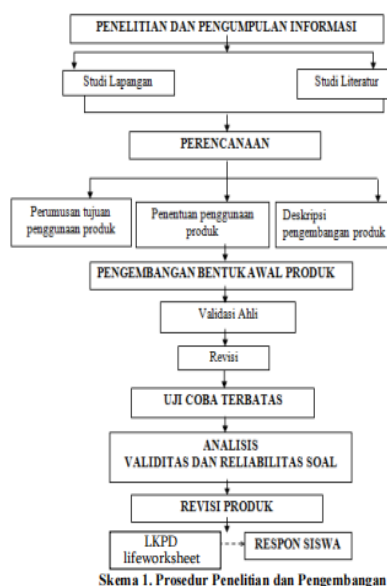 PENELITIAN DAN PENGUMPULAN INFORMASI
Studi Lapangan
Studi Literatur
PERENCANAAN
Perumusan tujuan
penggunaan produk
Penentuan penggunaan
produk
Deskripsi
pengembangan produk
PENGEMBANGAN BENTUK AWAL PRODUK
Validasi Ahli
Revisi
UJI COBA TERBATAS
ANALISIS
VALIDITAS DAN RELIABILITAS SOAL
REVISI PRODUK
LKPD
lifeworksheet
RESPON SISWA
Skema 1. Prosedur Penelitian dan Pengembangan